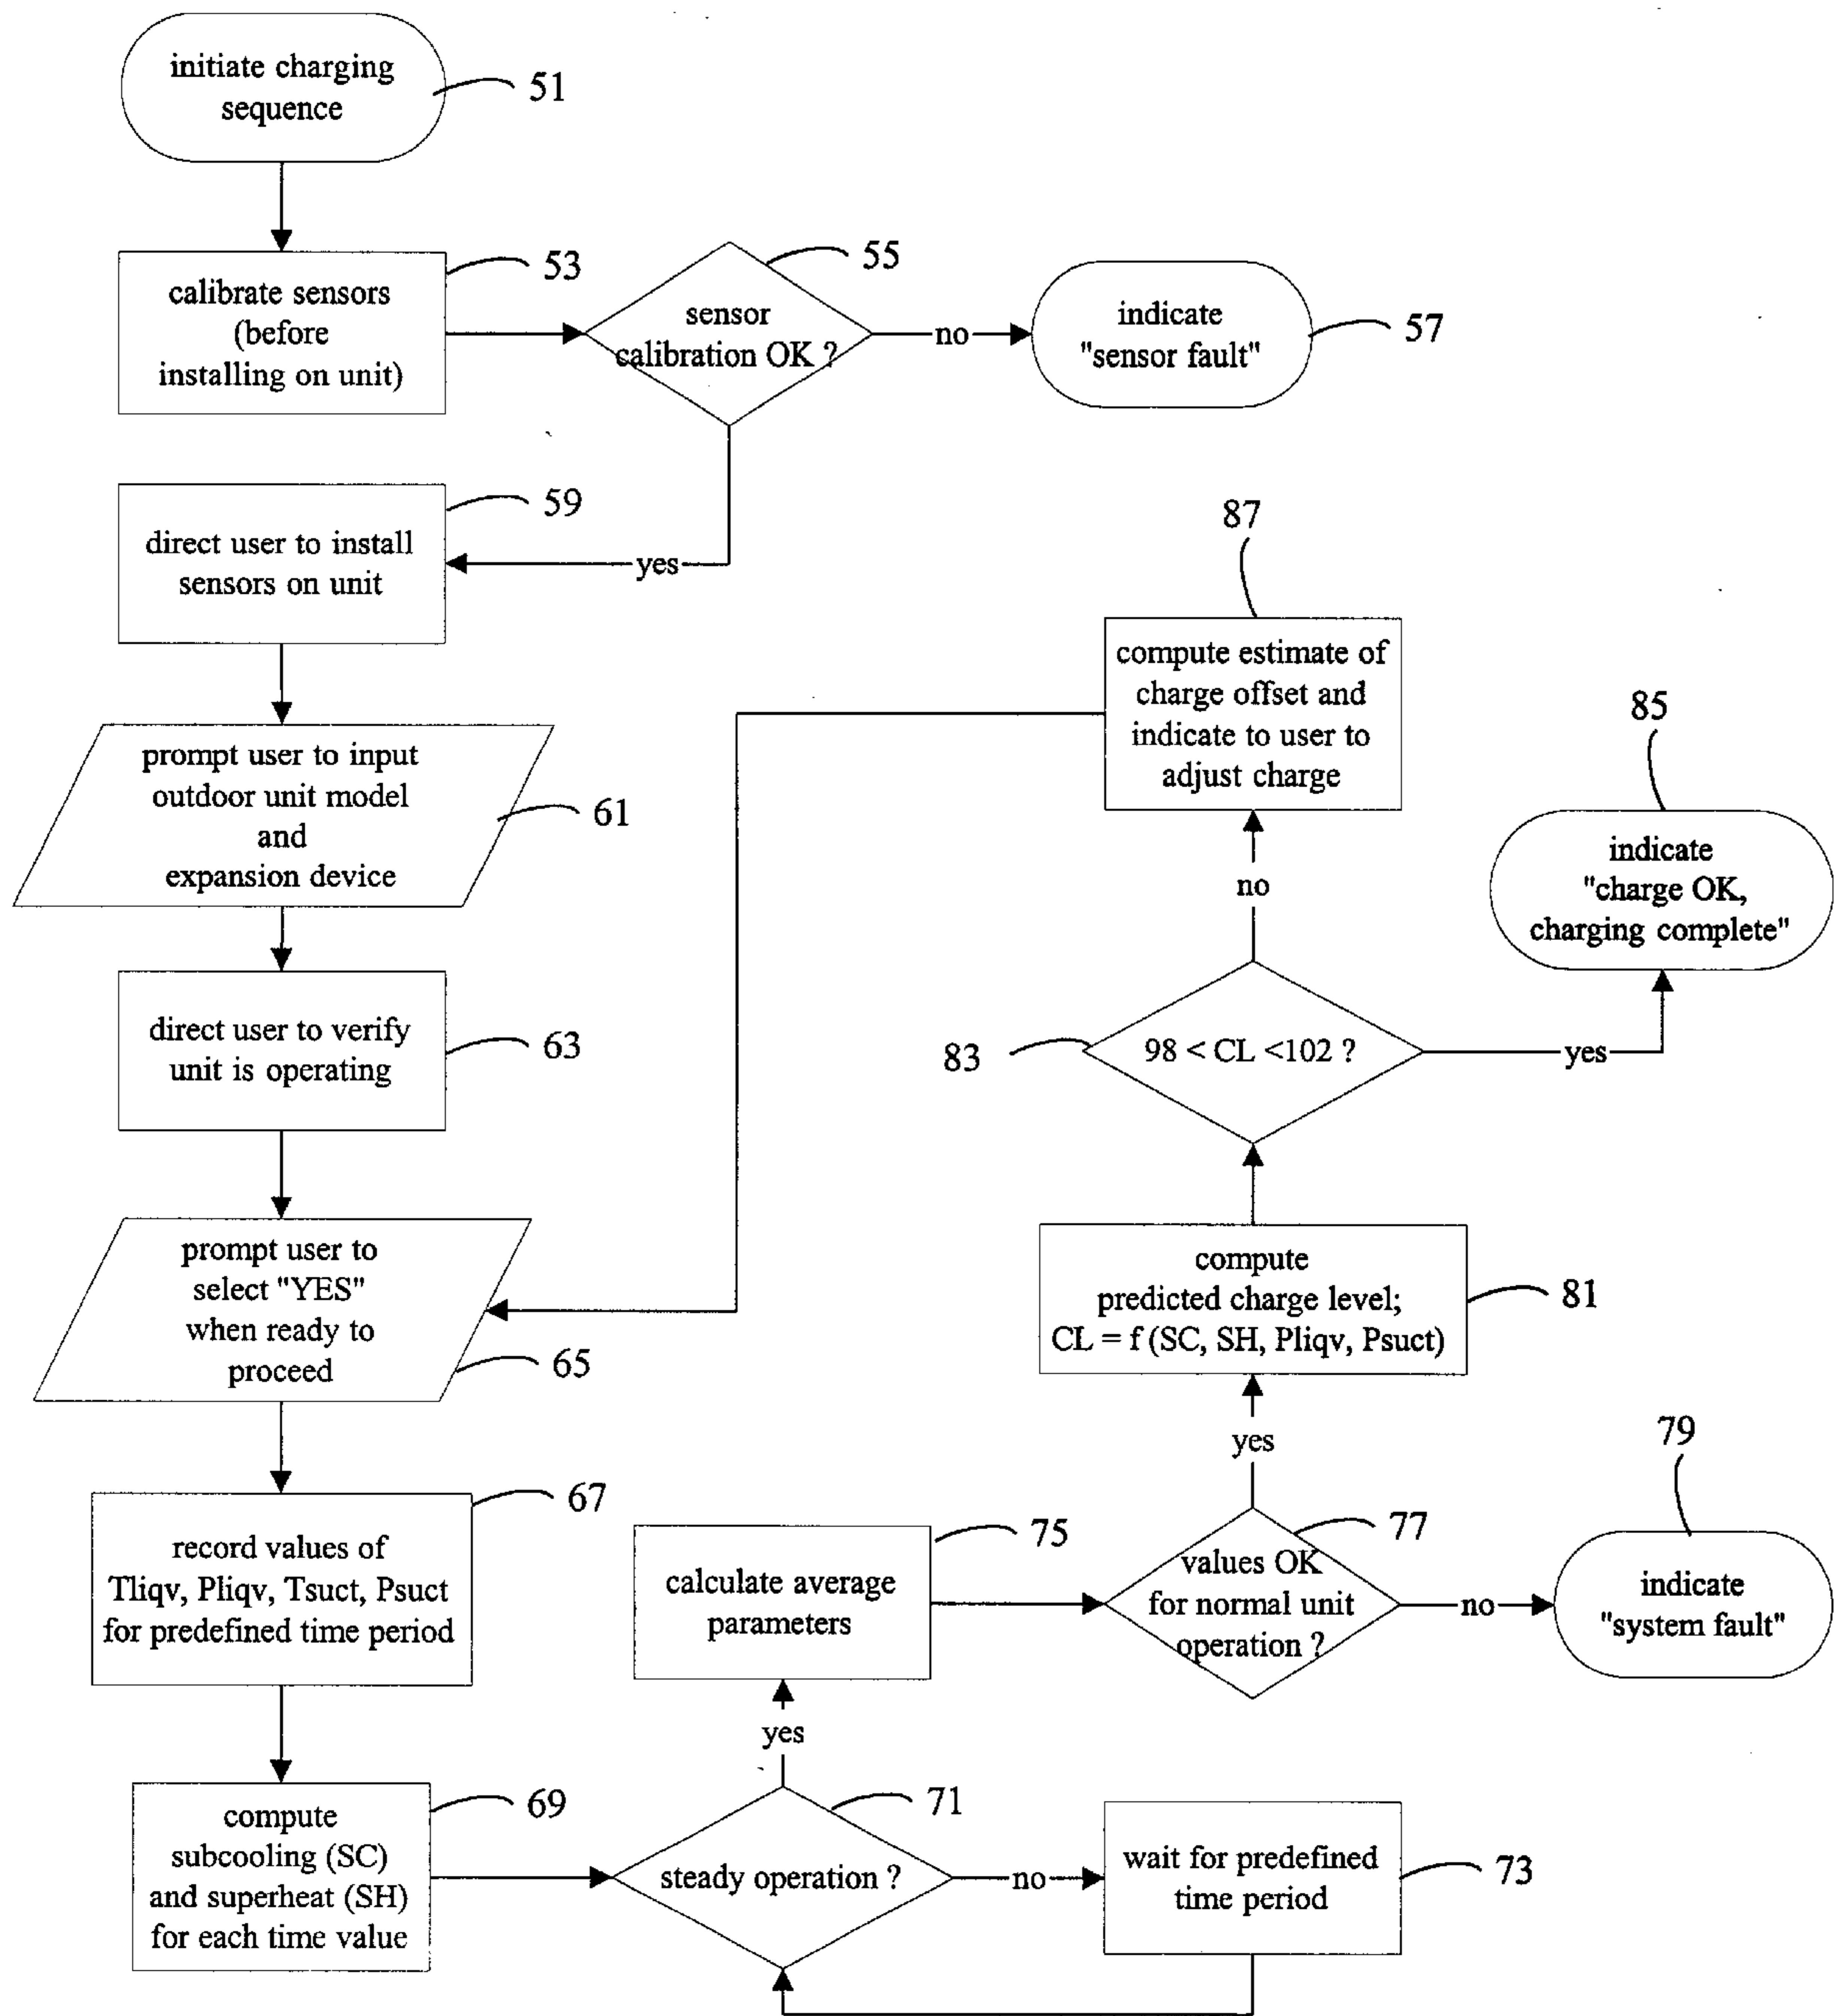 initiate charging
sequence
51
calibrate sensors
(before
installing on unit)
53
sensor
calibration OK ?
55
no
indicate
"sensor fault"
57
yes
direct user to install
sensors on unit
59
prompt user to input
outdoor unit model
and
expansion device
61
direct user to verify
unit is operating
63
prompt user to
select "YES"
when ready to
proceed
65
record values of
Tliqv, Pliqv, Tsuct, Psuct
for predefined time period
67
compute
subcooling (SC)
and superheat (SH)
for each time value
69
steady operation ?
71
no
wait for predefined
time period
73
yes
calculate average
parameters
75
values OK
for normal unit
operation ?
77
no
indicate
"system fault"
79
yes
compute
predicted charge level;
CL = f (SC, SH, Pliqv, Psuct)
81
98 < CL <102 ?
83
yes
indicate
"charge OK,
charging complete"
85
no
compute estimate of
charge offset and
indicate to user to
adjust charge
87